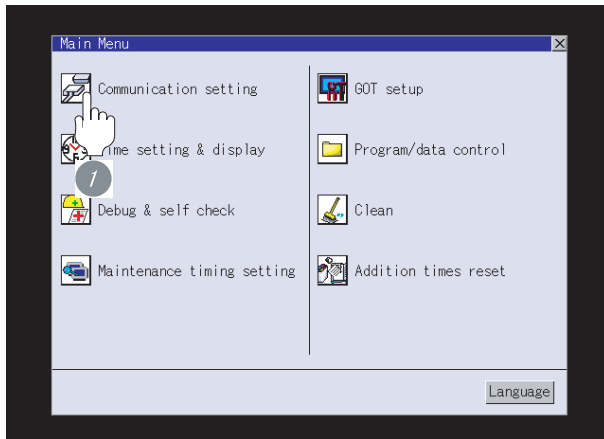 Main Menu
Communication setting
Time setting & display
1
Debug & self check
Maintenance timing setting
GOT setup
Program/data control
Clean
Addition times reset
Language